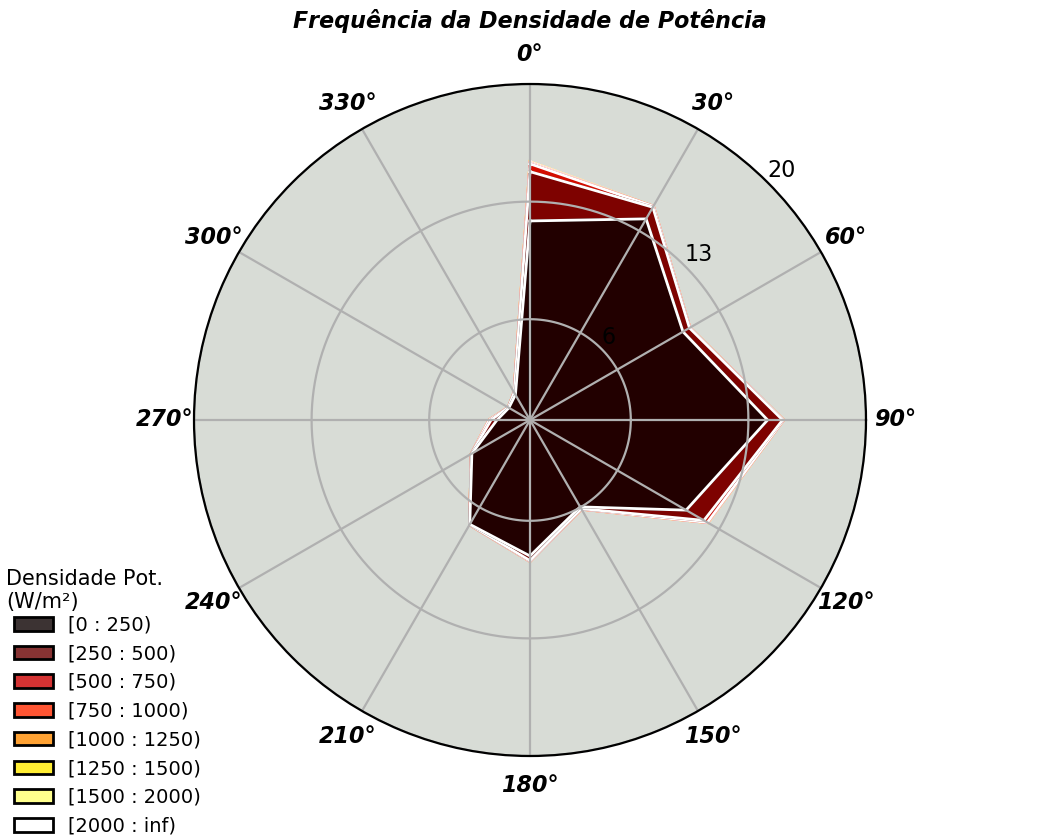 Frequência da Densidade de Potência
0°
330°
30°
20
300°
60°
13
6
270°
90°
240°
120°
210°
150°
180°
Densidade Pot.
(W/m²)
[0 : 250)
[250 : 500)
[500 : 750)
[750 : 1000)
[1000 : 1250)
[1250 : 1500)
[1500 : 2000)
[2000 : inf)